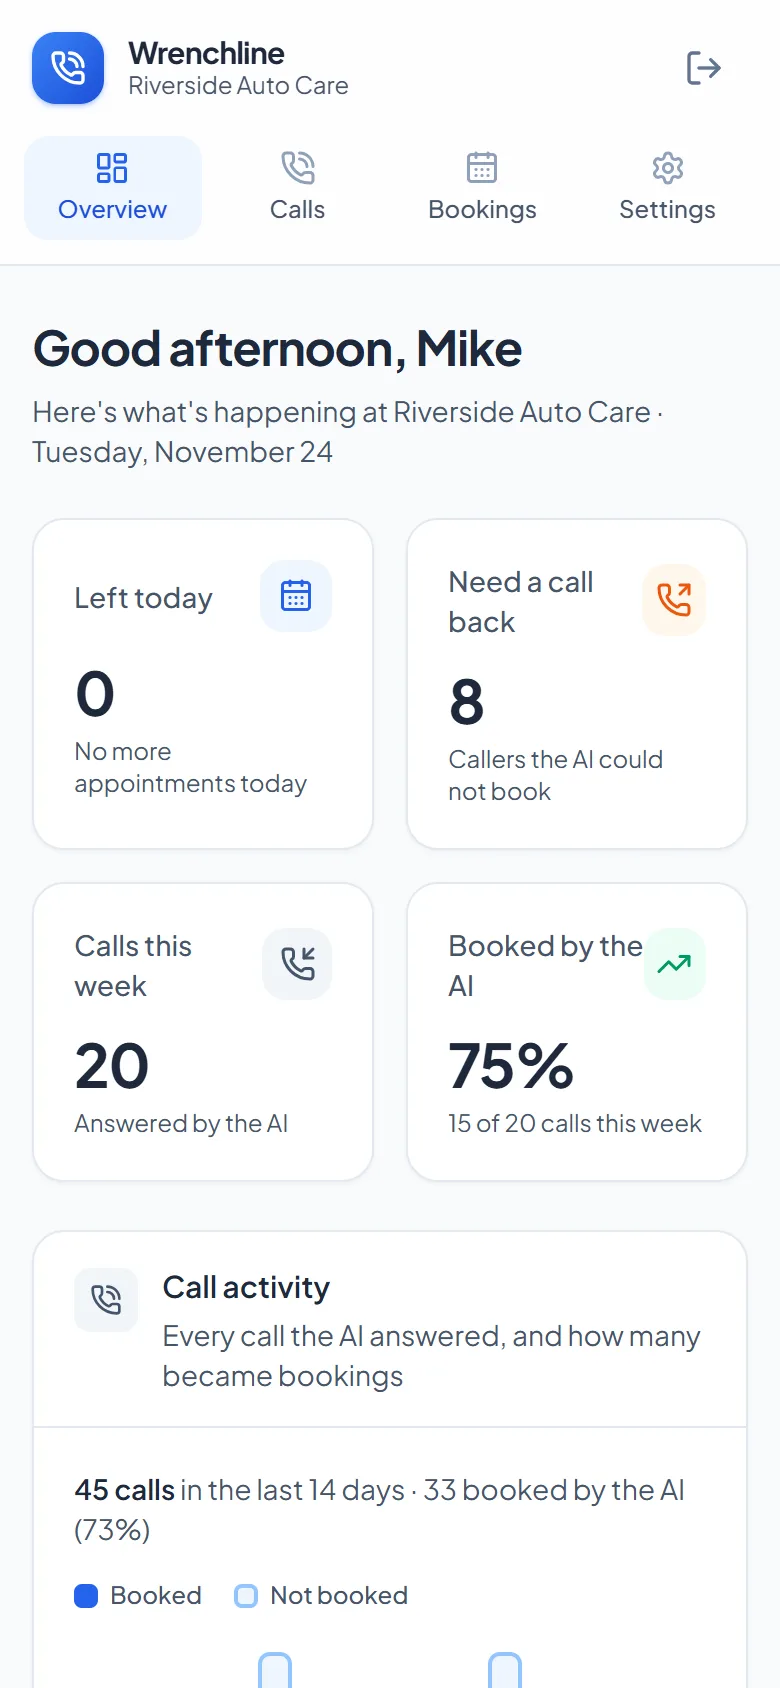 Wrenchline
Riverside Auto Care
Overview
Calls
Bookings
Settings
Good afternoon, Mike
Here's what's happening at Riverside Auto Care ·
Tuesday, November 24
Left today
0
No more
appointments today
Need a call
back
8
Callers the AI could
not book
Calls this
week
20
Answered by the AI
Booked by the
AI
75%
15 of 20 calls this week
Call activity
Every call the AI answered, and how many
became bookings
45 calls in the last 14 days · 33 booked by the AI
(73%)
Booked
Not booked